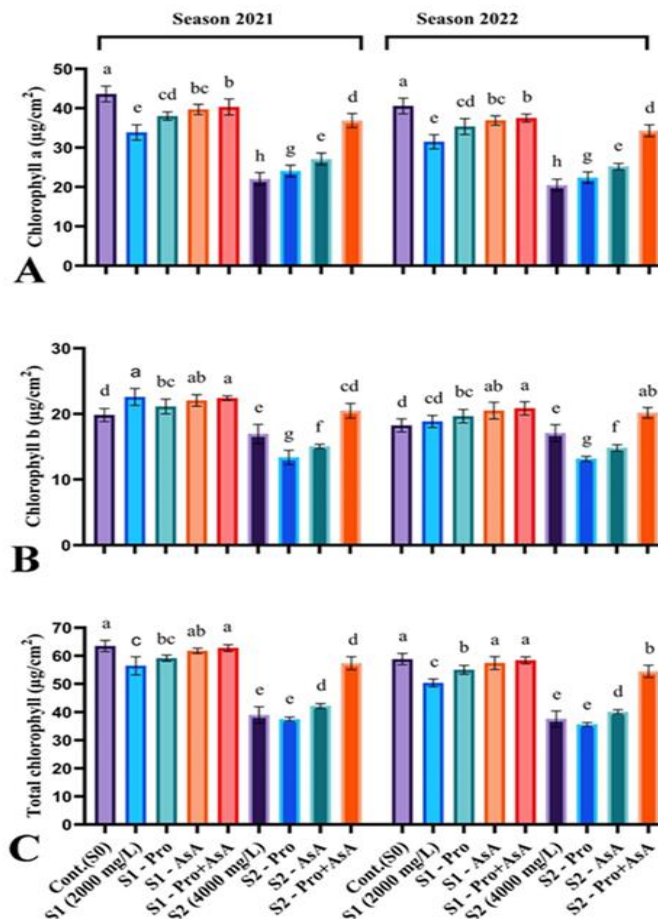 Season 2021 Season 2022
a e cd bc b h g e d a e cd bc b h g e d
50
40
30
20
10
0
Chlorophyll a (µg/cm²)
A
d a bc ab a e g f cd d cd bc ab a e g f ab
30
20
10
0
Chlorophyll b (µg/cm²)
B
a c bc ab a e e d d a c b a a e e d b
70
60
50
40
30
20
10
0
Total chlorophyll (µg/cm²)
C
Cont.(S0) S1 (2000 mg/L) S1 - Pro S1 - AsA S1 - Pro+AsA S2 (4000 mg/L) S2 - Pro S2 - AsA S2 - Pro+AsA Cont.(S0) S1 (2000 mg/L) S1 - Pro S1 - AsA S1 - Pro+AsA S2 (4000 mg/L) S2 - Pro S2 - AsA S2 - Pro+AsA